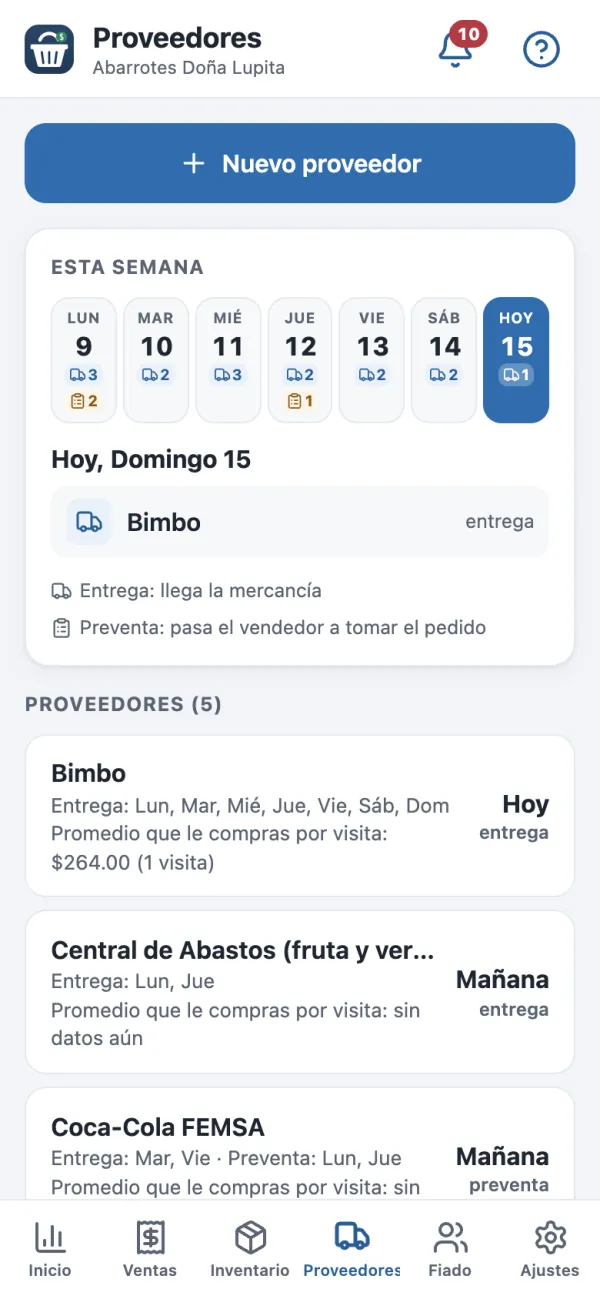 Proveedores
Abarrotes Doña Lupita
10
Nuevo proveedor
ESTA SEMANA
LUN MAR MIÉ JUE VIE SÁB HOY
9 10 11 12 13 14 15
3 2 3 2 2 2 1
2 1
Hoy, Domingo 15
Bimbo entrega
Entrega: llega la mercancía
Preventa: pasa el vendedor a tomar el pedido
PROVEEDORES (5)
Bimbo
Entrega: Lun, Mar, Mié, Jue, Vie, Sáb, Dom
Promedio que le compras por visita:
$264.00 (1 visita)
Hoy
entrega
Central de Abastos (fruta y ver...
Entrega: Lun, Jue
Promedio que le compras por visita: sin
datos aún
Mañana
entrega
Coca-Cola FEMSA
Entrega: Mar, Vie · Preventa: Lun, Jue
Promedio que le compras por visita: sin
Mañana
preventa
Inicio Ventas Inventario Proveedores Fiado Ajustes